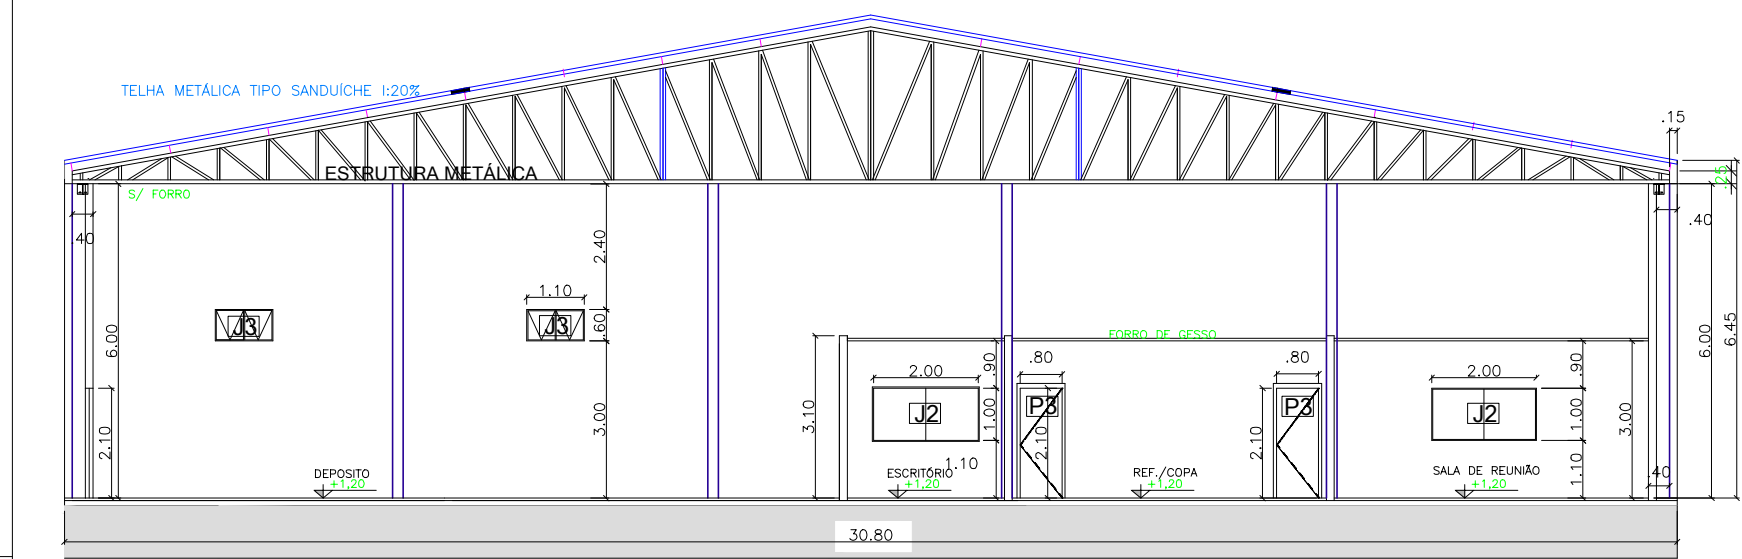 .15
TELHA METÁLICA TIPO SANDUÍCHE I:20%
ESTRUTURA METÁLICA
.25
S/ FORRO
.40
.40
2.40
1.10
J3
J3
.60
6.00
6.00
6.45
FORRO DE GESSO
.80
.80
.90
.90
2.00
2.00
J2
P3
P3
J2
3.10
1.00
1.00
3.00
3.00
2.10
2.10
2.10
1.10
1.10
.40
DEPOSITO
+1,20
ESCRITÓRIO
+1,20
REF./COPA
+1,20
SALA DE REUNIÃO
+1,20
30.80